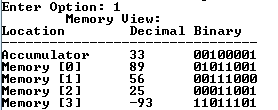 Enter Option: 1
Memory View:
Location Decimal Binary
--------------------------------------
Accumulator 33 00100001
Memory [0] 89 01011001
Memory [1] 56 00111000
Memory [2] 25 00011001
Memory [3] -93 11011101